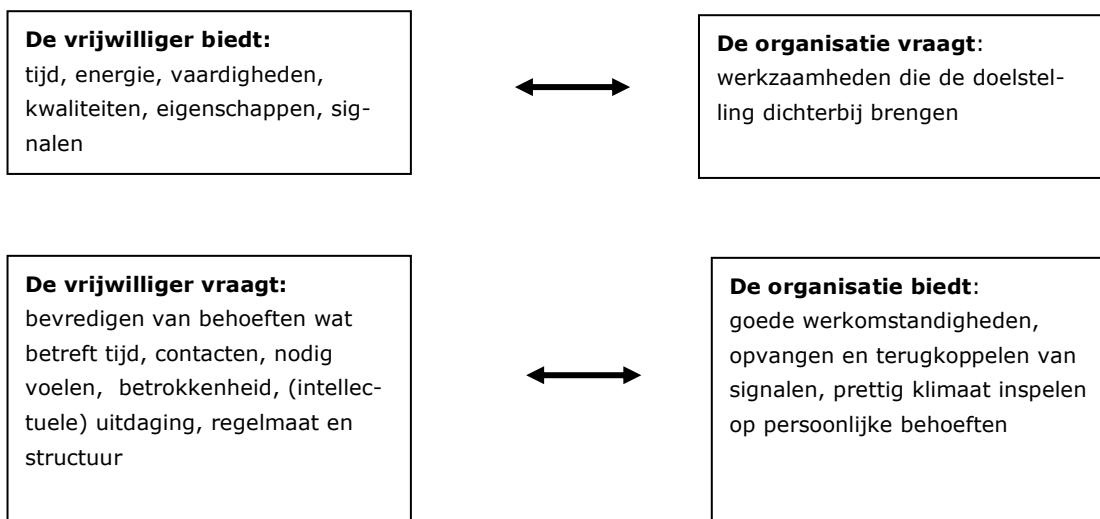 De vrijwilliger biedt:
tijd, energie, vaardigheden,
kwaliteiten, eigenschappen, sig-
nalen
De organisatie vraagt:
werkzaamheden die de doelstel-
ling dichterbij brengen
De vrijwilliger vraagt:
bevredigen van behoeften wat
betreft tijd, contacten, nodig
voelen, betrokkenheid, (intellec-
tuele) uitdaging, regelmaat en
structuur
De organisatie biedt:
goede werkomstandigheden,
opvangen en terugkoppelen van
signalen, prettig klimaat inspelen
op persoonlijke behoeften